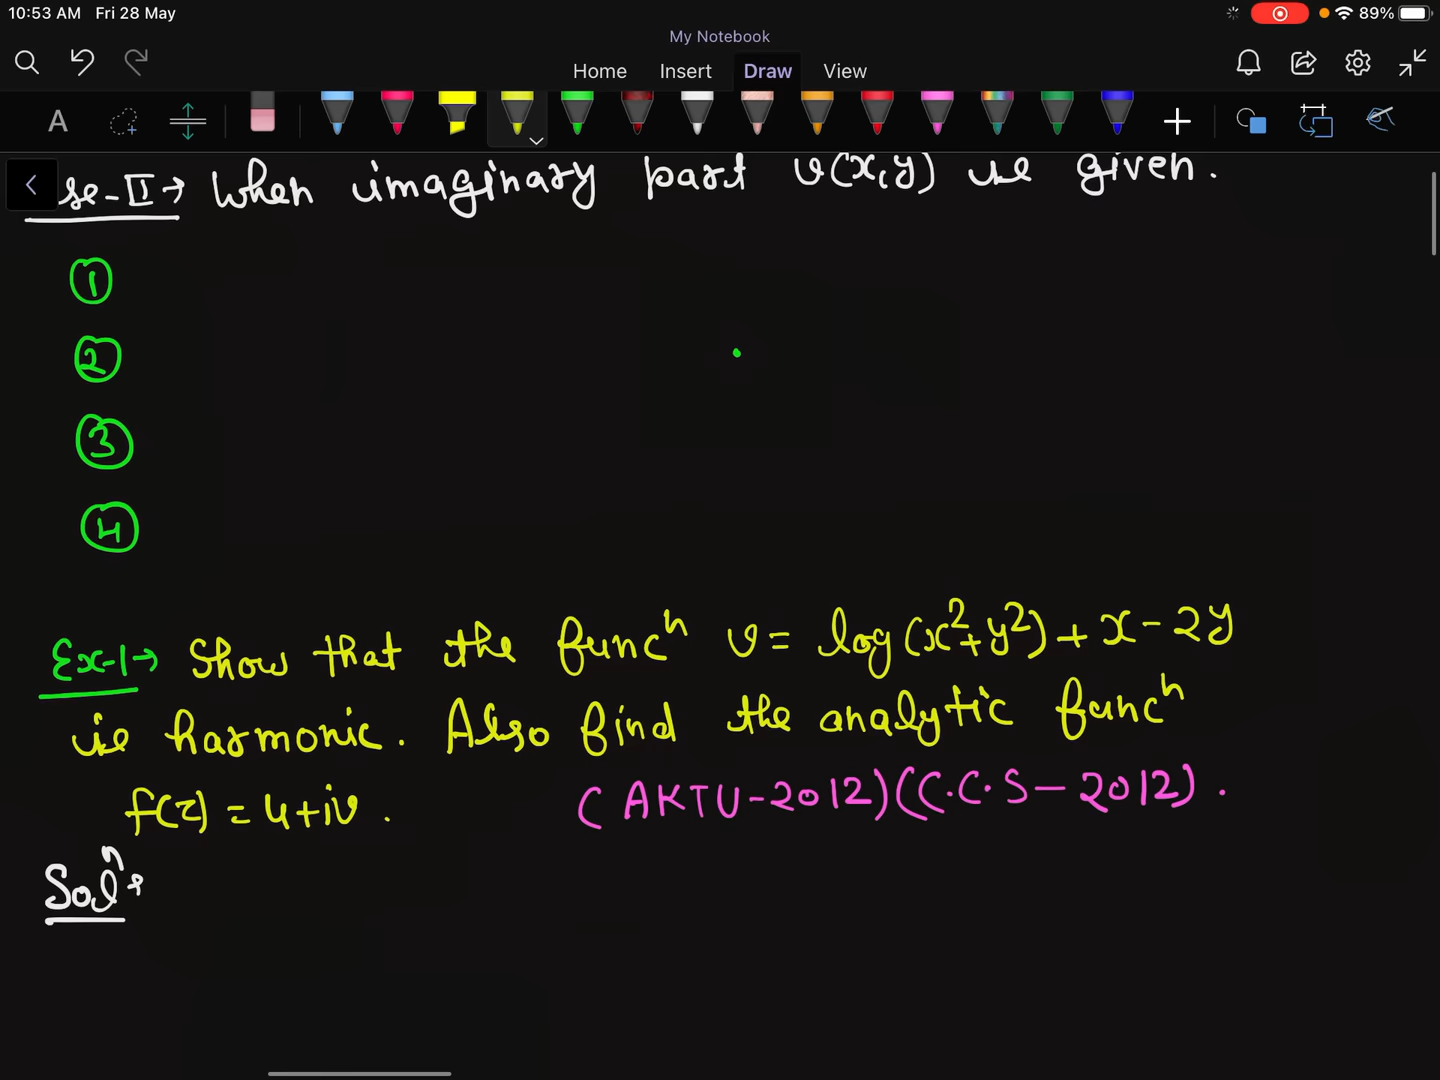 10:53 AM Fri 28 May
89%
My Notebook
Home Insert Draw View
A
se-II → When imaginary part v(x,y) is given.
1
2
3
4
Ex-1→ Show that the funcⁿ v = log(x²+y²)+x-2y
is harmonic. Also find the analytic funcⁿ
f(z) = u+iv .
(AKTU-2012)(C.C.S-2012) .
Solⁿ: